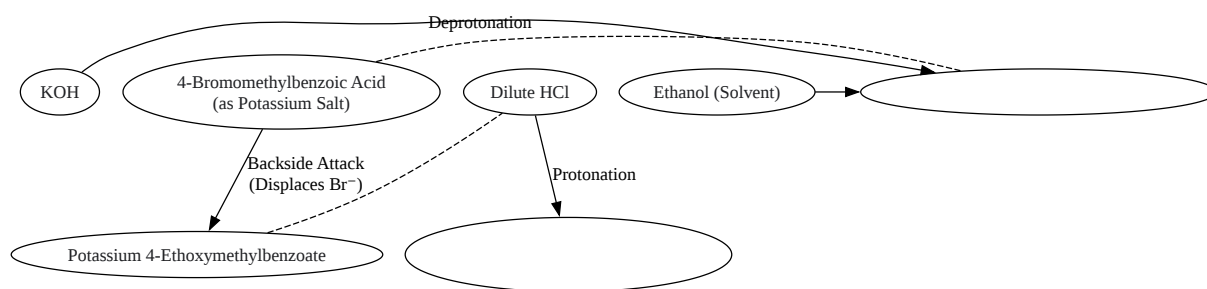 Deprotonation
KOH
4-Bromomethylbenzoic Acid
(as Potassium Salt)
Dilute HCl
Ethanol (Solvent)
Backside Attack
(Displaces Br⁻)
Protonation
Potassium 4-Ethoxymethylbenzoate